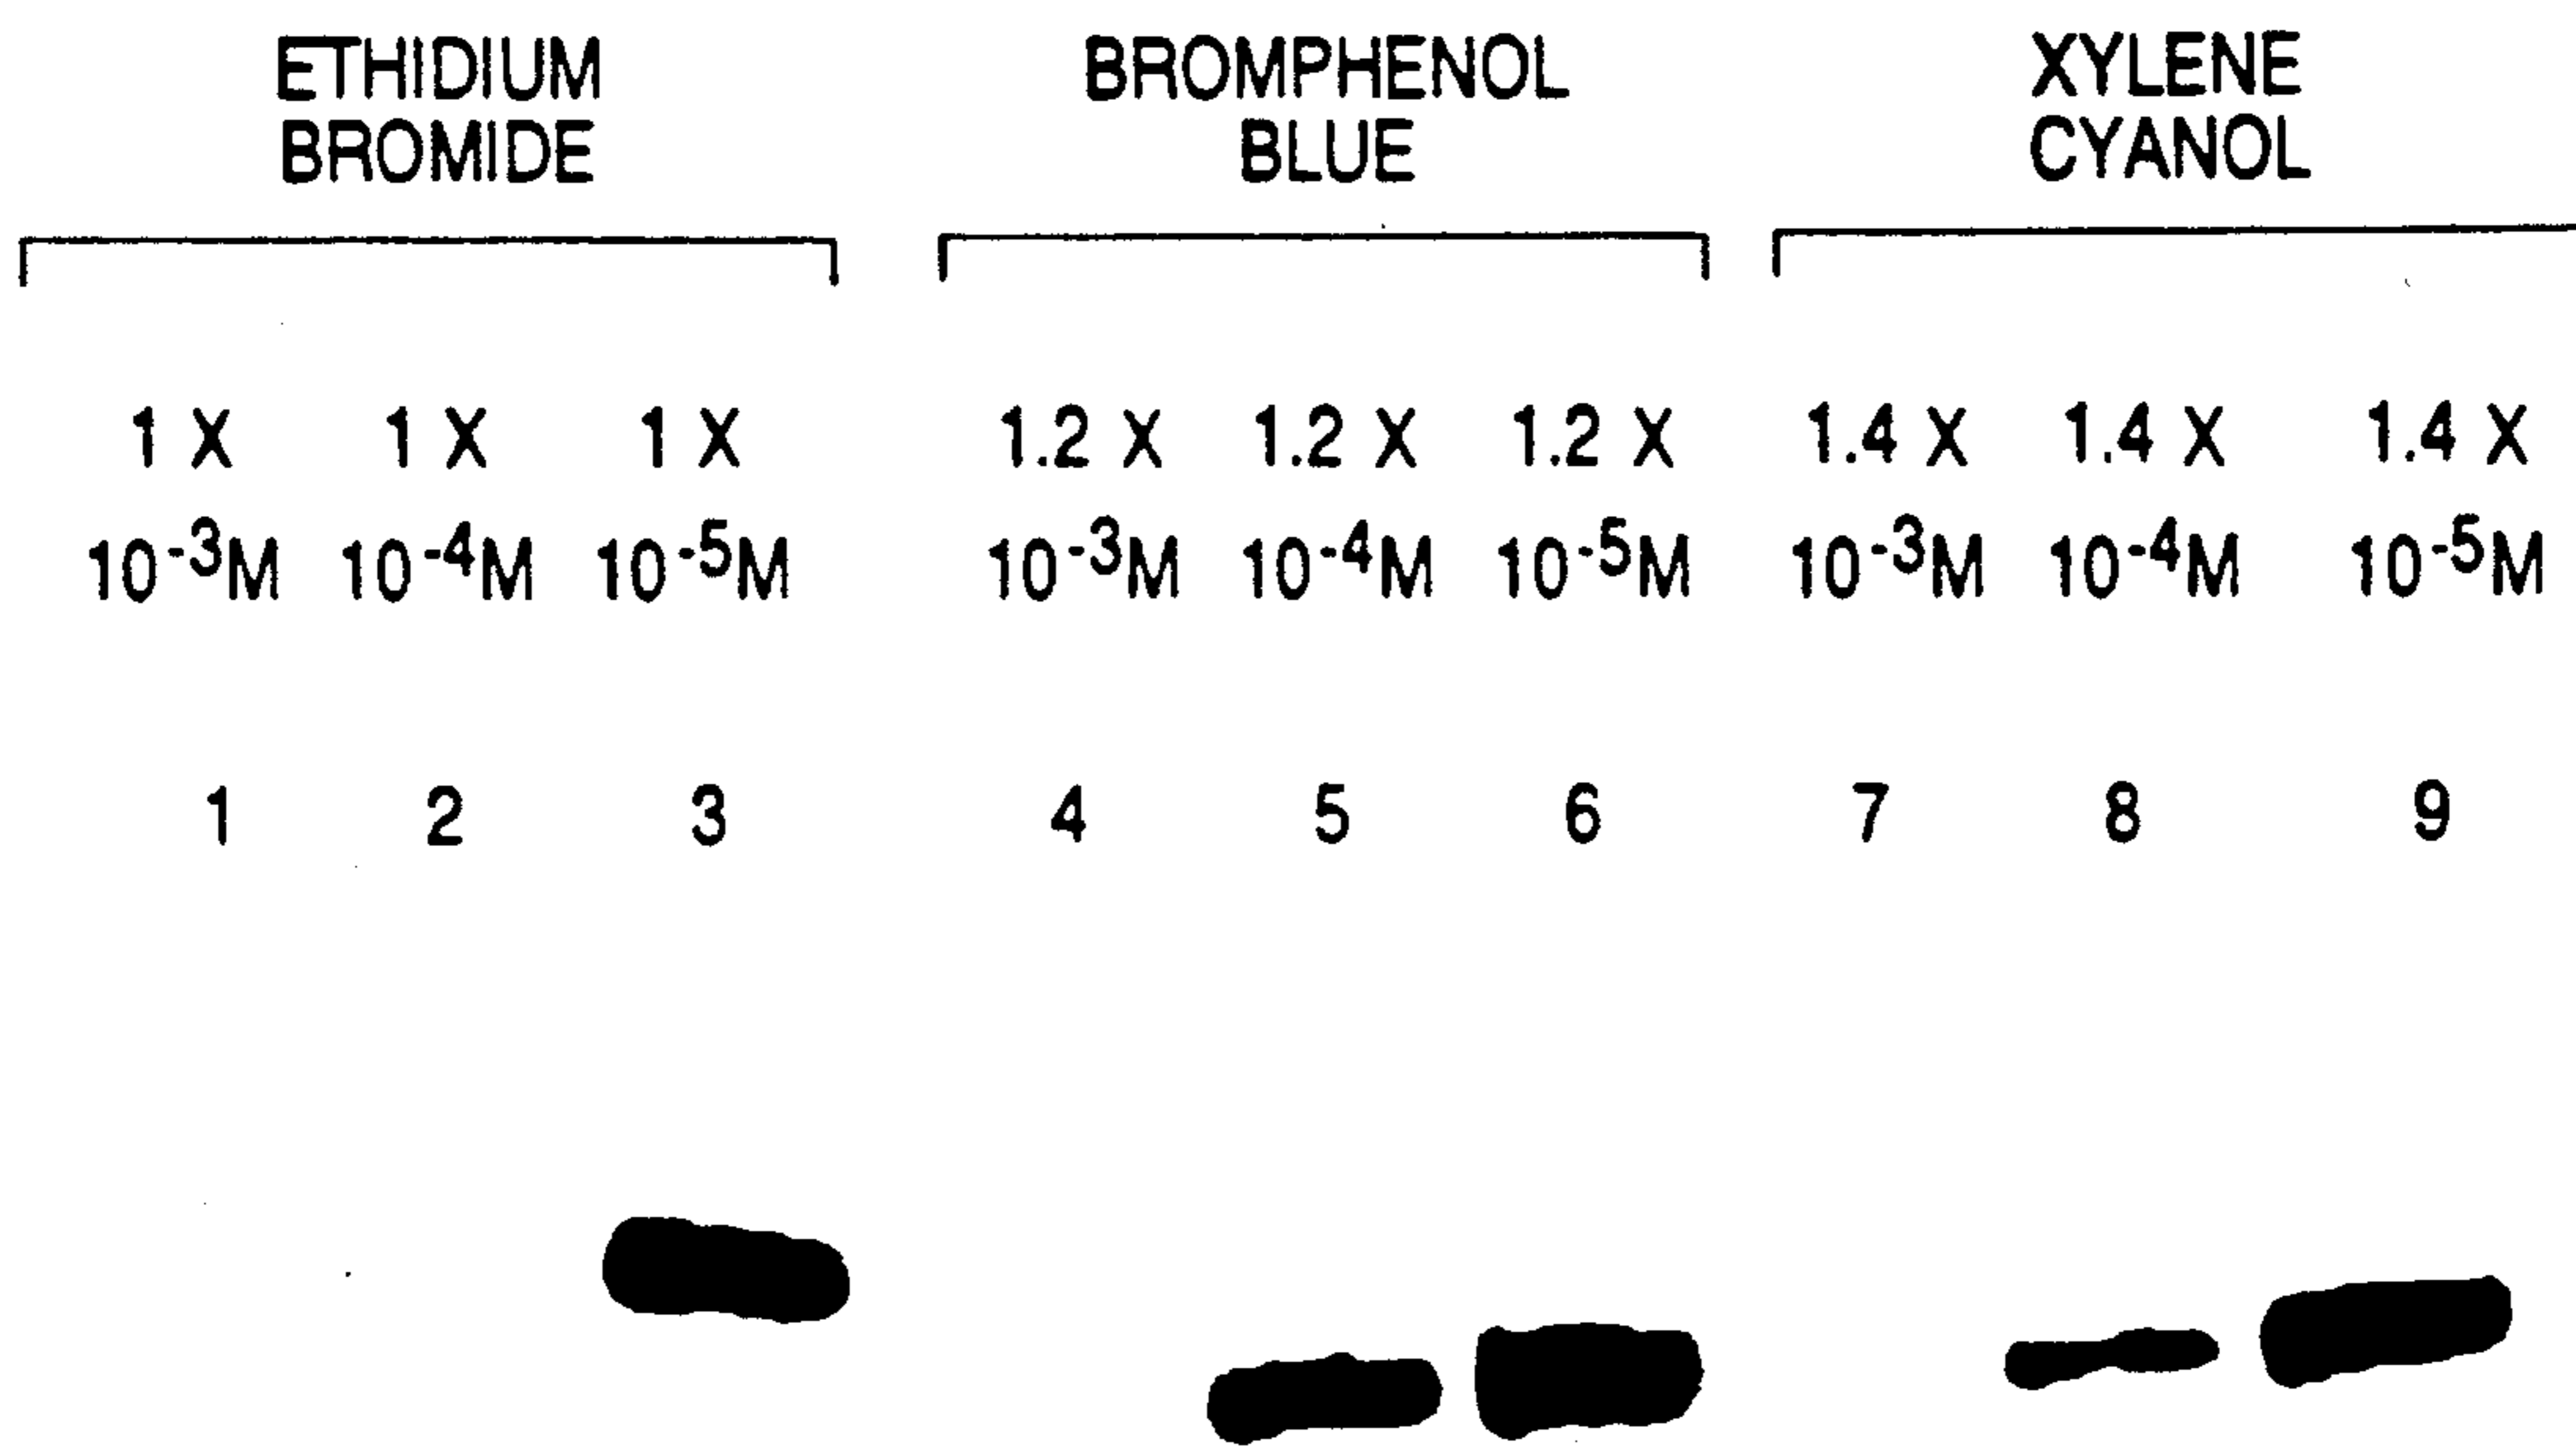 ETHIDIUM BROMPHENOL XYLENE
BROMIDE BLUE CYANOL
1 X 1 X 1 X 1.2 X 1.2 X 1.2 X 1.4 X 1.4 X 1.4 X
10⁻³M 10⁻⁴M 10⁻⁵M 10⁻³M 10⁻⁴M 10⁻⁵M 10⁻³M 10⁻⁴M 10⁻⁵M
1 2 3 4 5 6 7 8 9